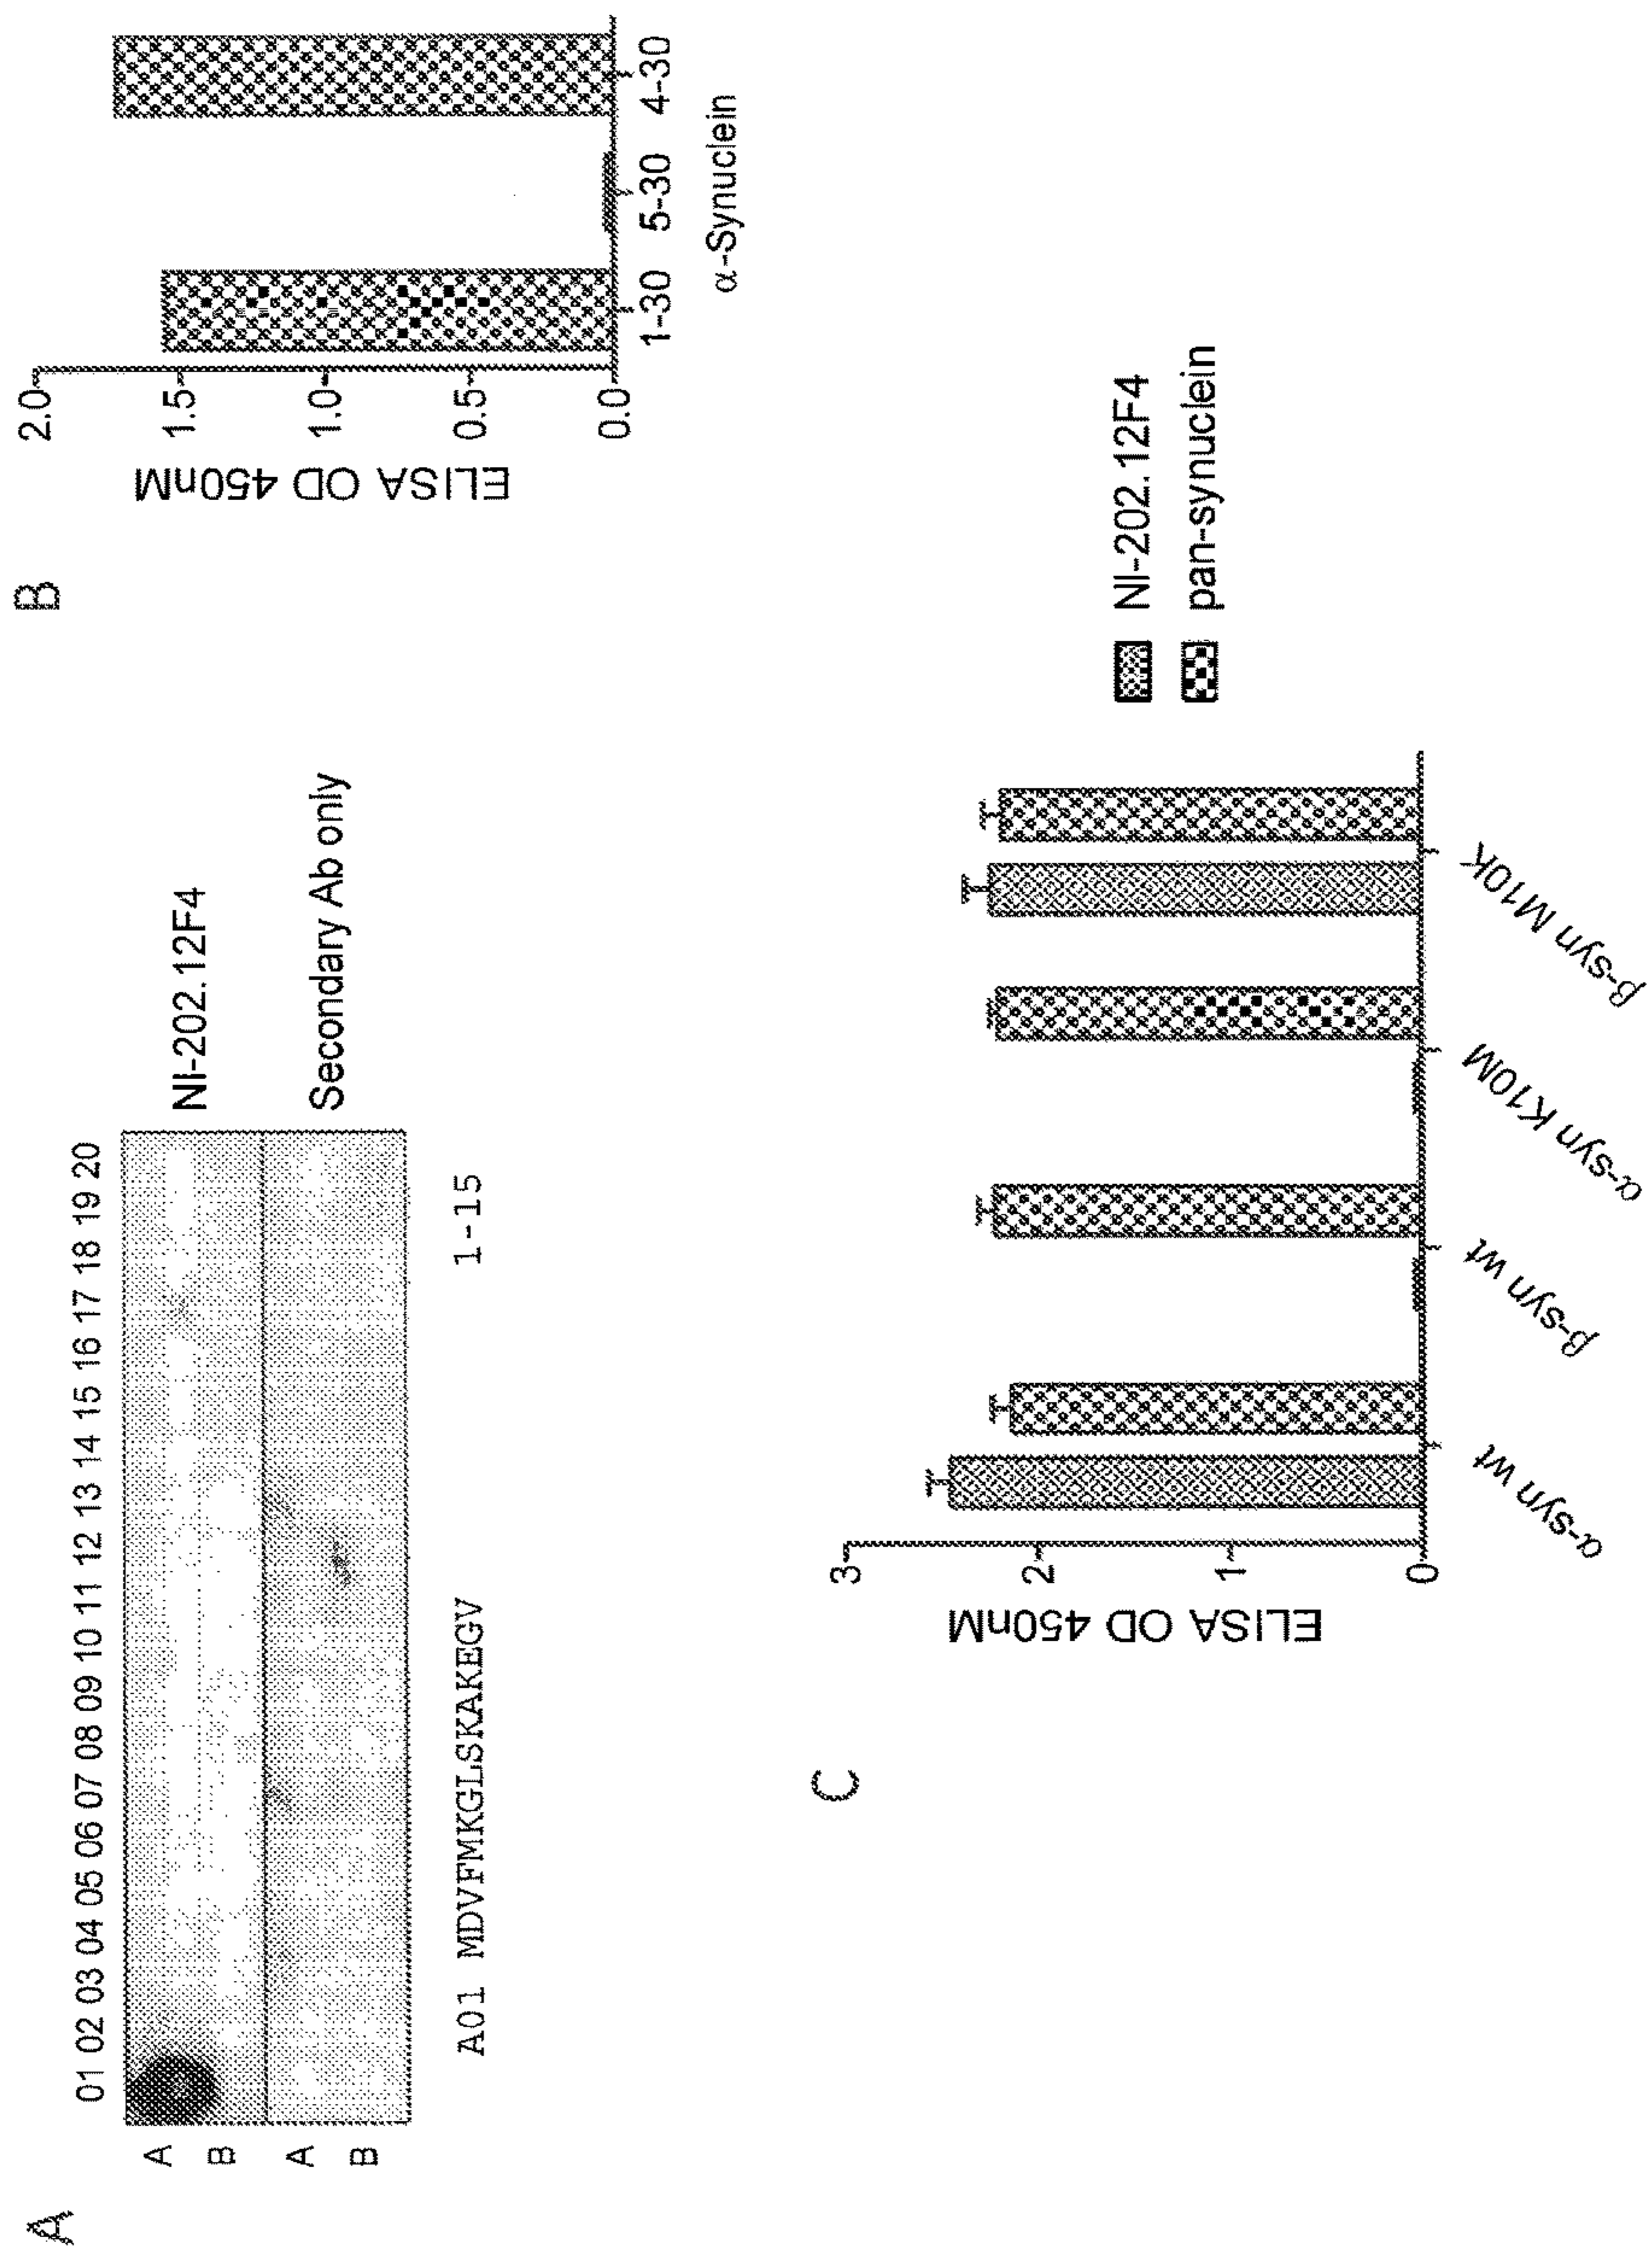 A
01 02 03 04 05 06 07 08 09 10 11 12 13 14 15 16 17 18 19 20
A
B
NI-202.12F4
A
B
Secondary Ab only
A01 MDVFMKGLSKAKEGV 1-15
B
ELISA OD 450nM
2.0
1.5
1.0
0.5
0.0
1-30 5-30 4-30
α-Synuclein
C
ELISA OD 450nM
3
2
1
0
α-syn wt
β-syn wt
α-syn K10M
β-syn M10K
NI-202.12F4
pan-synuclein